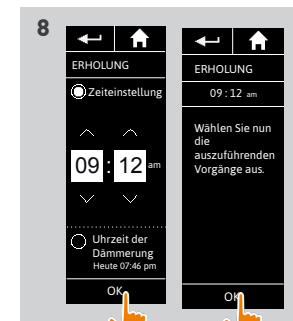 8
ERHOLUNG
Zeiteinstellung
09 : 12 am
Uhrzeit der
Dämmerung
Heute 07:46 pm
OK
ERHOLUNG
09 : 12 am
Wählen Sie nun
die
auszuführenden
Vorgänge aus.
OK